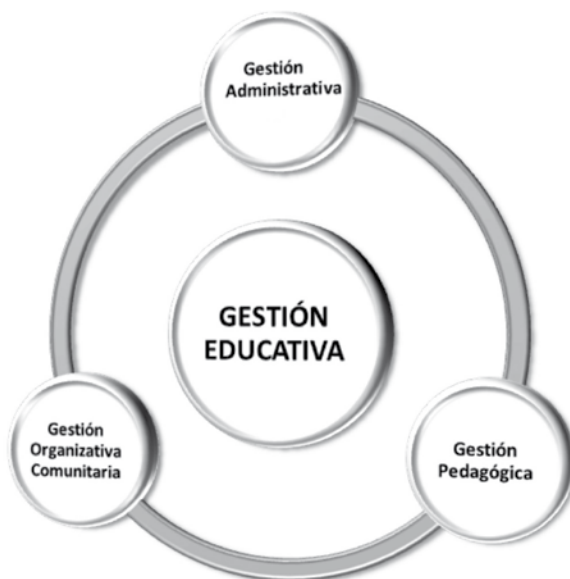 Gestión
Administrativa
GESTIÓN
EDUCATIVA
Gestión
Organizativa
Comunitaria
Gestión
Pedagógica